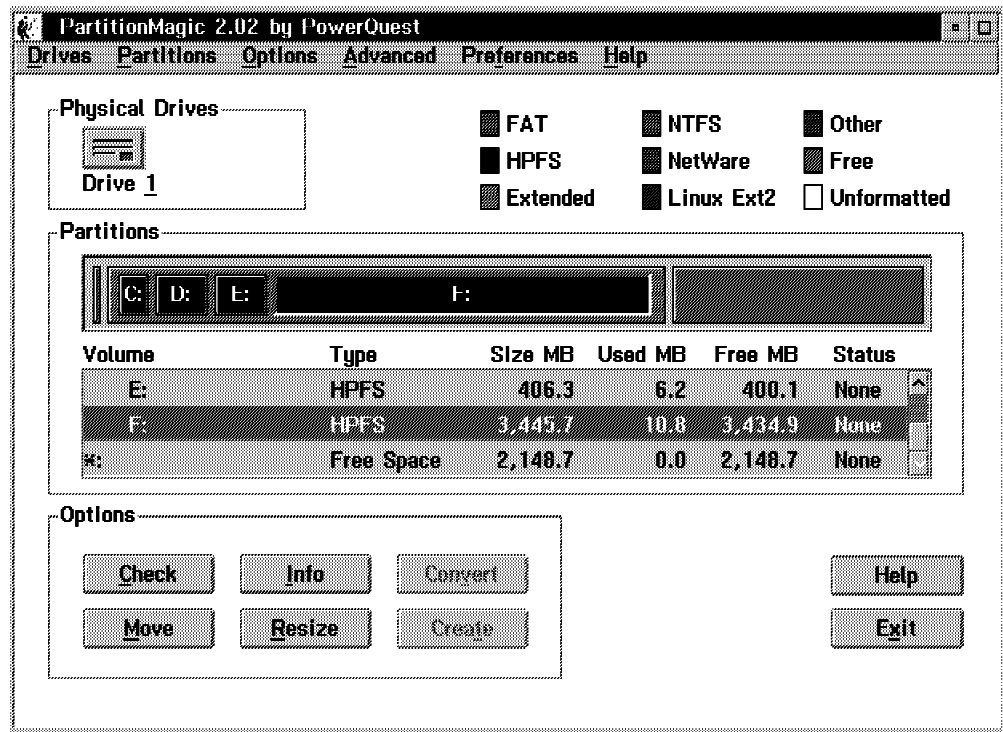 PartitionMagic 2.02 by PowerQuest
Drives Partitions Options Advanced Preferences Help
Physical Drives
Drive 1
FAT NTFS Other
HPFS NetWare Free
Extended Linux Ext2 Unformatted
Partitions
C: D: E: F:
Volume Type Size MB Used MB Free MB Status
E: HPFS 406.3 6.2 400.1 None
F: HPFS 3,445.7 10.8 3,434.9 None
*: Free Space 2,148.7 0.0 2,148.7 None
Options
Check Info Convert Help
Move Resize Create Exit